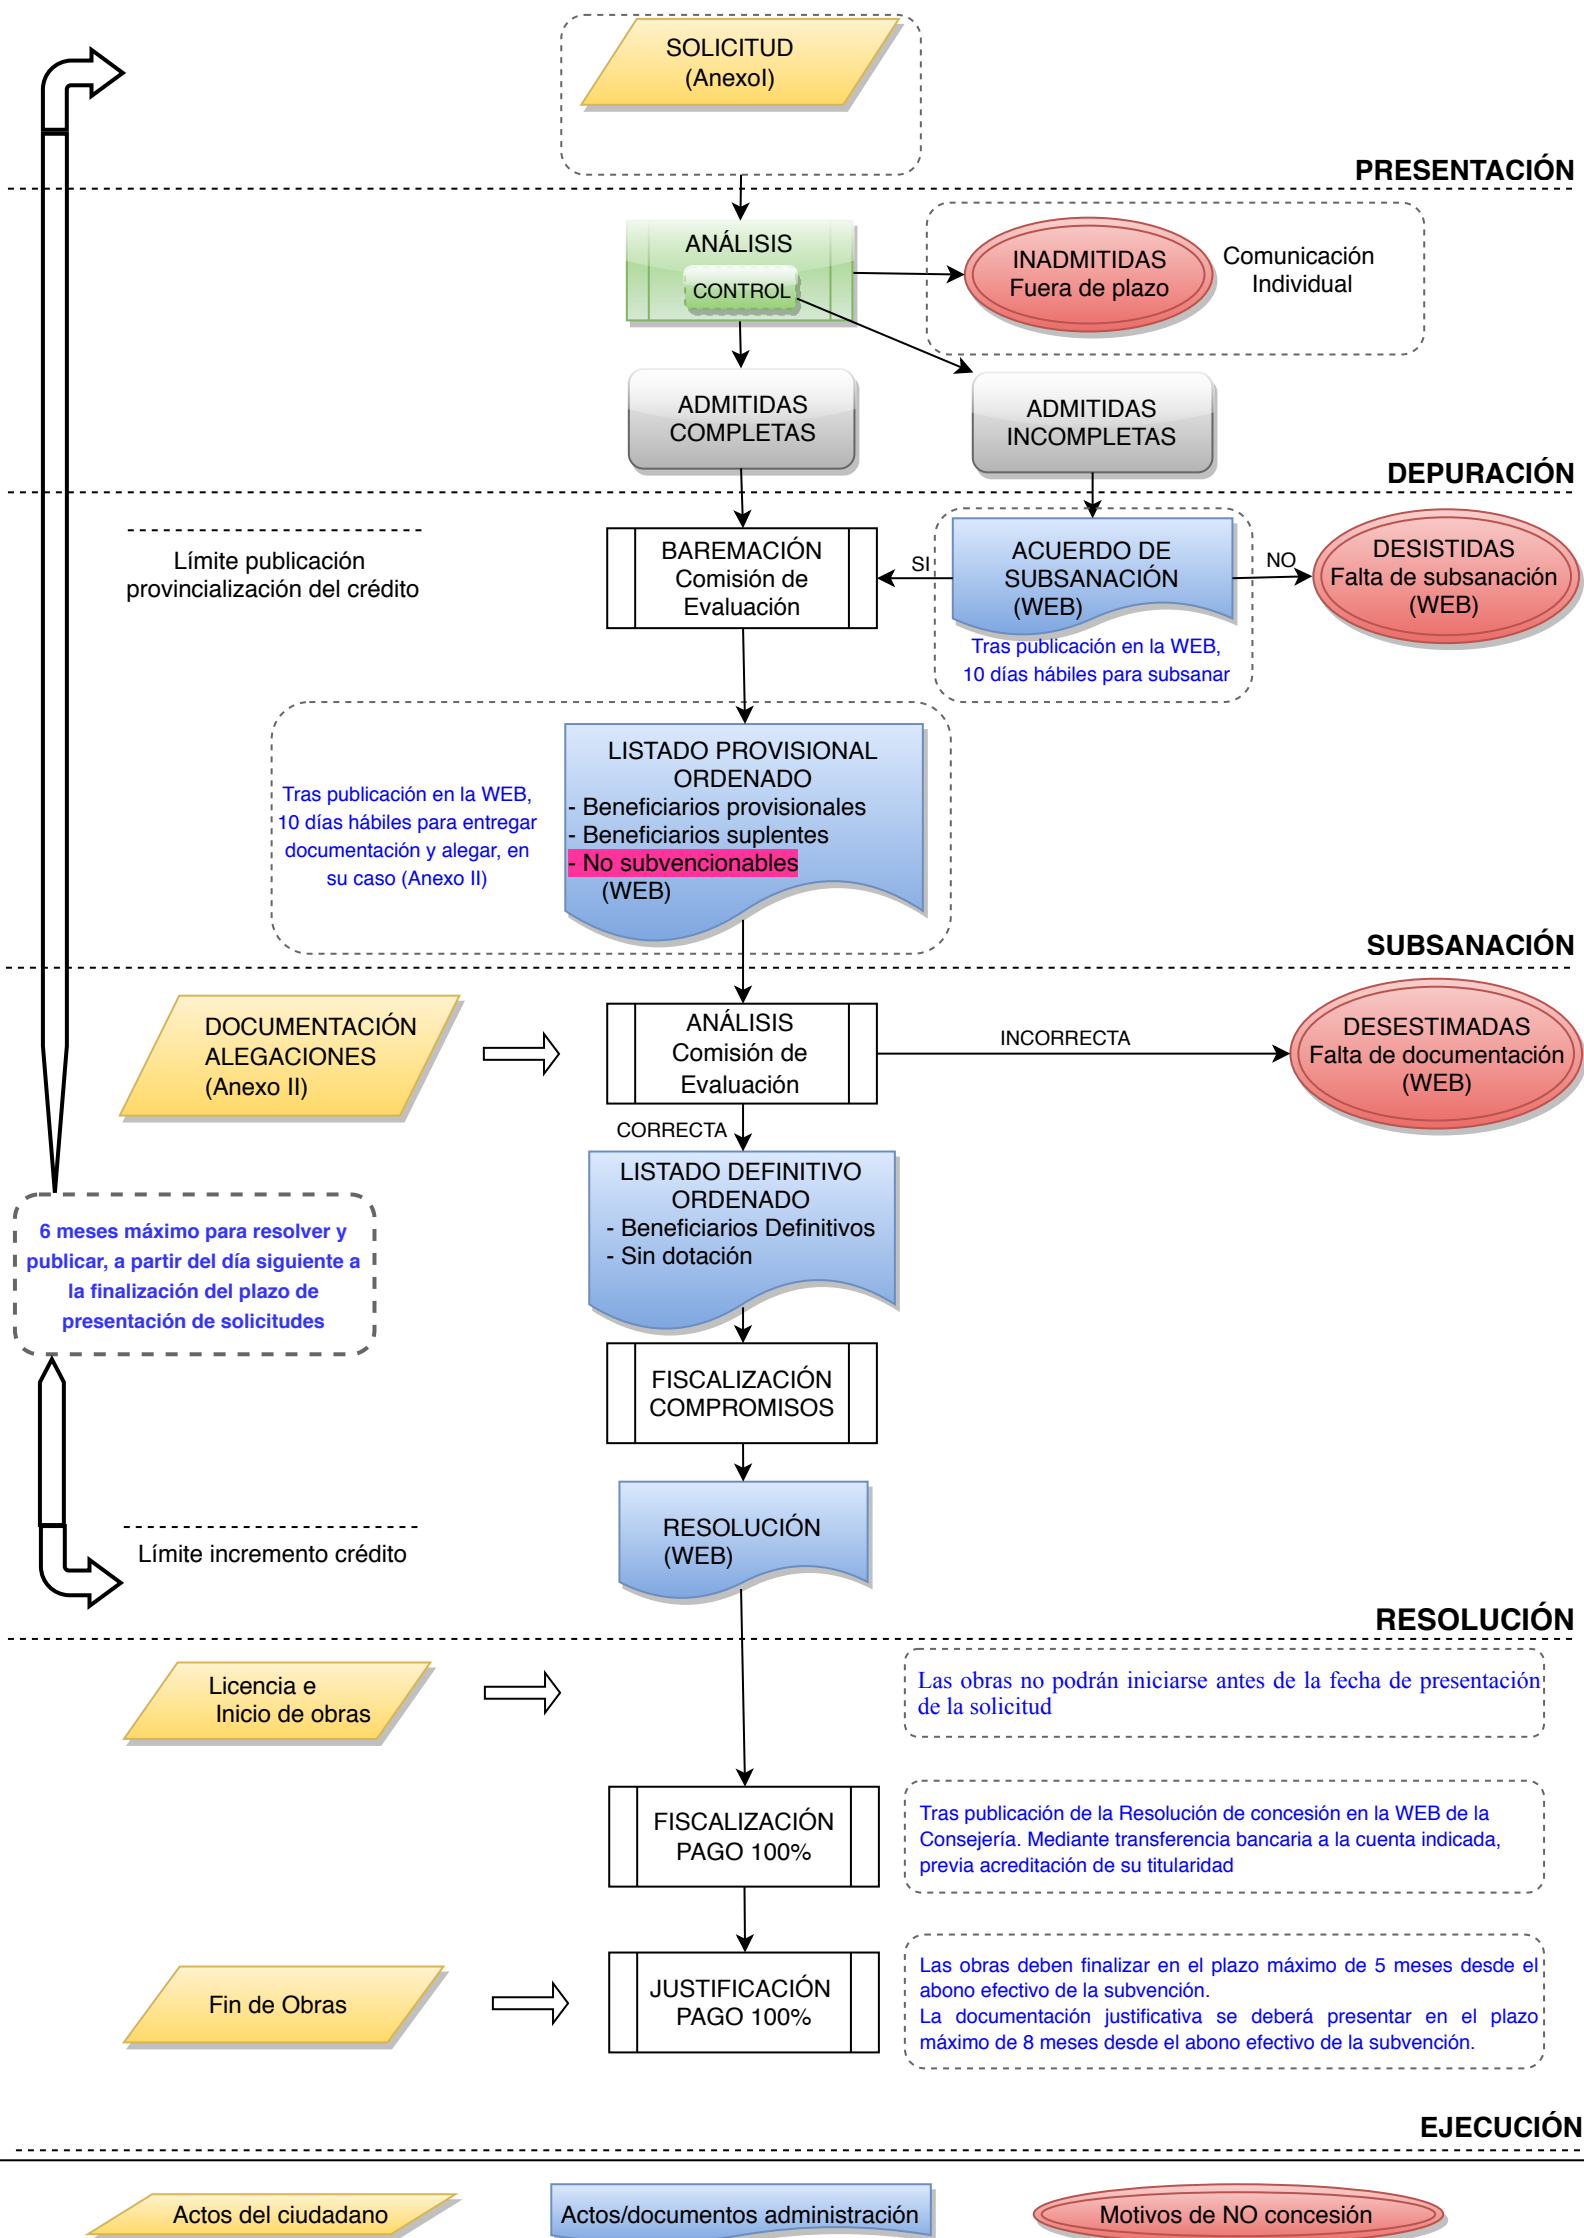 SOLICITUD
(AnexoI)
PRESENTACIÓN
ANÁLISIS
CONTROL
INADMITIDAS
Fuera de plazo
Comunicación
Individual
ADMITIDAS
COMPLETAS
ADMITIDAS
INCOMPLETAS
DEPURACIÓN
Límite publicación
provincialización del crédito
BAREMACIÓN
Comisión de
Evaluación
SI
ACUERDO DE
SUBSANACIÓN
(WEB)
NO
DESISTIDAS
Falta de subsanación
(WEB)
Tras publicación en la WEB,
10 días hábiles para subsanar
Tras publicación en la WEB,
10 días hábiles para entregar
documentación y alegar, en
su caso (Anexo II)
LISTADO PROVISIONAL
ORDENADO
- Beneficiarios provisionales
- Beneficiarios suplentes
- No subvencionables
(WEB)
SUBSANACIÓN
DOCUMENTACIÓN
ALEGACIONES
(Anexo II)
ANÁLISIS
Comisión de
Evaluación
INCORRECTA
DESESTIMADAS
Falta de documentación
(WEB)
CORRECTA
LISTADO DEFINITIVO
ORDENADO
- Beneficiarios Definitivos
- Sin dotación
6 meses máximo para resolver y
publicar, a partir del día siguiente a
la finalización del plazo de
presentación de solicitudes
FISCALIZACIÓN
COMPROMISOS
RESOLUCIÓN
(WEB)
Límite incremento crédito
RESOLUCIÓN
Licencia e
Inicio de obras
Las obras no podrán iniciarse antes de la fecha de presentación
de la solicitud
FISCALIZACIÓN
PAGO 100%
Tras publicación de la Resolución de concesión en la WEB de la
Consejería. Mediante transferencia bancaria a la cuenta indicada,
previa acreditación de su titularidad
Fin de Obras
JUSTIFICACIÓN
PAGO 100%
Las obras deben finalizar en el plazo máximo de 5 meses desde el
abono efectivo de la subvención.
La documentación justificativa se deberá presentar en el plazo
máximo de 8 meses desde el abono efectivo de la subvención.
EJECUCIÓN
Actos del ciudadano
Actos/documentos administración
Motivos de NO concesión